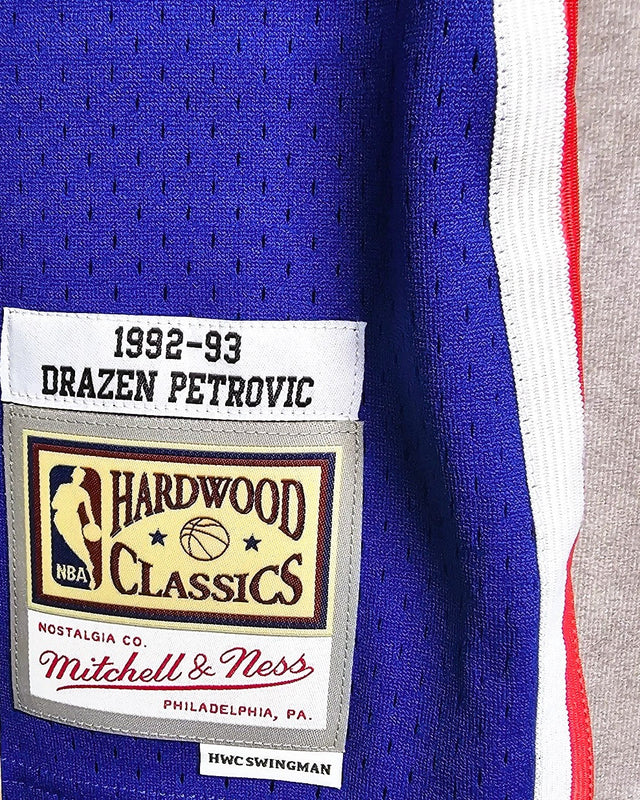 1992-93
DRAZEN PETROVIC
HARDWOOD
NBA
CLASSICS
NOSTALGIA CO.
Mitchell & Ness
PHILADELPHIA, PA.
HWC SWINGMAN